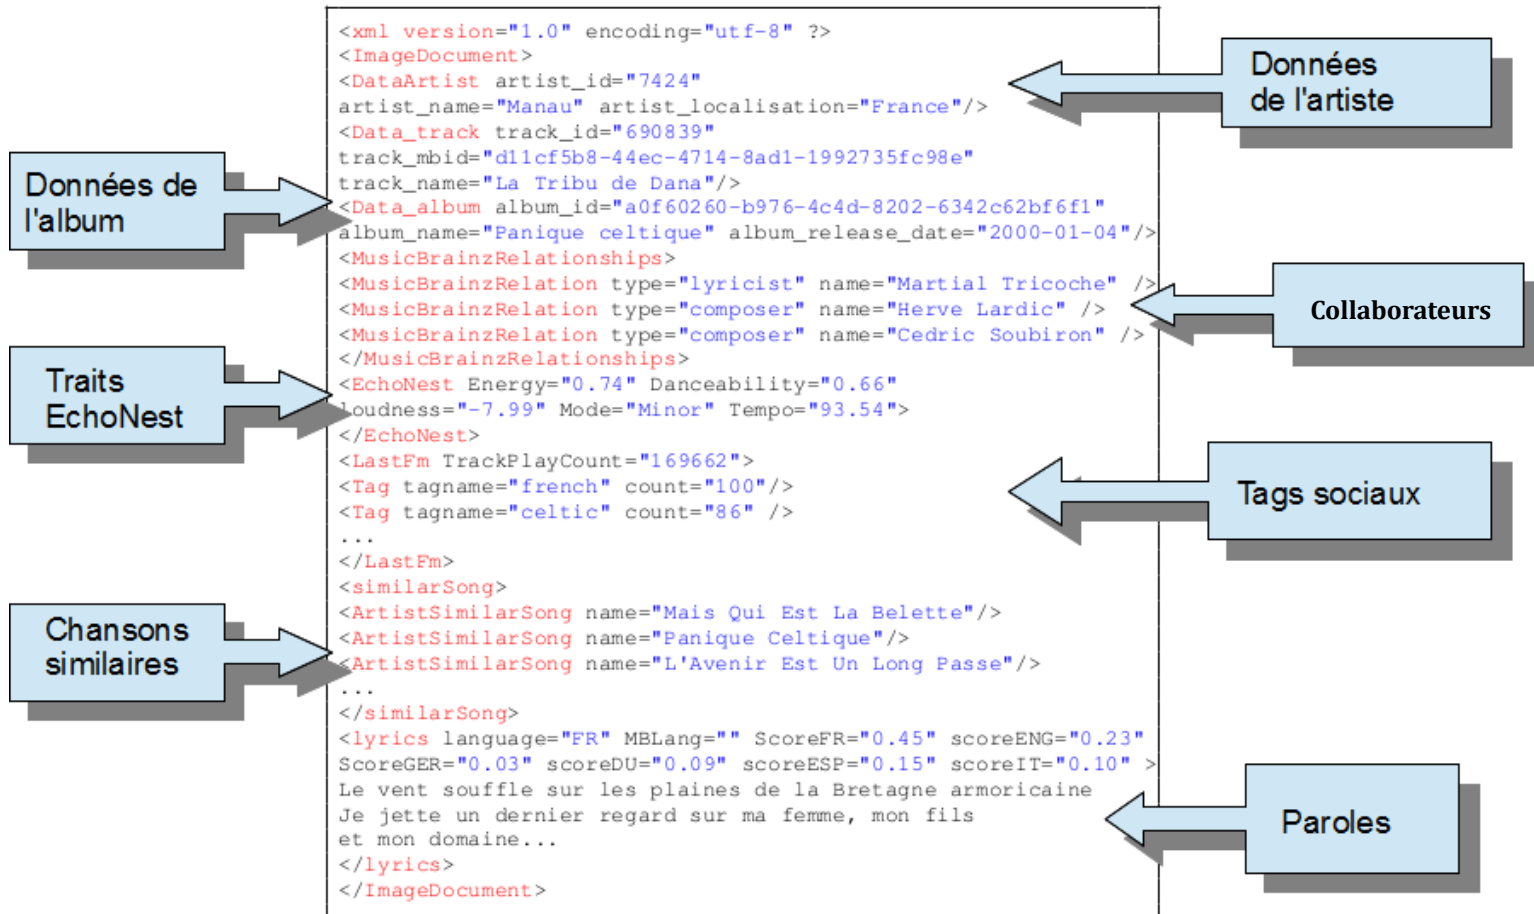 <xml version="1.0" encoding="utf-8" ?>
<ImageDocument>
<DataArtist artist_id="7424"
artist_name="Manau" artist_localisation="France"/>
<Data_track track_id="690839"
track_mbid="d11cf5b8-44ec-4714-8ad1-1992735fc98e"
track_name="La Tribu de Dana"/>
<Data_album album_id="a0f60260-b976-4c4d-8202-6342c62bf6f1"
album_name="Panique celtique" album_release_date="2000-01-04"/>
<MusicBrainzRelationships>
<MusicBrainzRelation type="lyricist" name="Martial Tricoche" />
<MusicBrainzRelation type="composer" name="Herve Lardic" />
<MusicBrainzRelation type="composer" name="Cedric Soubiron" />
</MusicBrainzRelationships>
<EchoNest Energy="0.74" Danceability="0.66"
loudness="-7.99" Mode="Minor" Tempo="93.54">
</EchoNest>
<LastFm TrackPlayCount="169662">
<Tag tagname="french" count="100"/>
<Tag tagname="celtic" count="86" />
...
</LastFm>
<similarSong>
<ArtistSimilarSong name="Mais Qui Est La Belette"/>
<ArtistSimilarSong name="Panique Celtique"/>
<ArtistSimilarSong name="L'Avenir Est Un Long Passe"/>
...
</similarSong>
<lyrics language="FR" MBLang="" ScoreFR="0.45" scoreENG="0.23"
ScoreGER="0.03" scoreDU="0.09" scoreESP="0.15" scoreIT="0.10" >
Le vent souffle sur les plaines de la Bretagne armoricaine
Je jette un dernier regard sur ma femme, mon fils
et mon domaine...
</lyrics>
</ImageDocument>
Données
de l'artiste
Données de
l'album
Collaborateurs
Traits
EchoNest
Tags sociaux
Chansons
similaires
Paroles